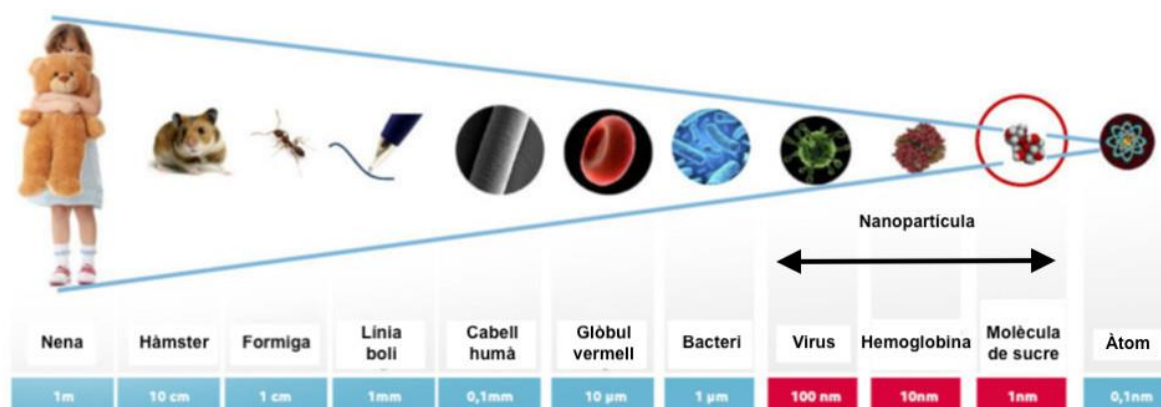 Nanopartícula
Nena
Hàmster
Formiga
Línia
boli
Cabell
humà
Glòbul
vermell
Bacteri
Virus
Hemoglobina
Molècula
de sucre
Àtom
1m
10 cm
1 cm
1mm
0,1mm
10 µm
1 µm
100 nm
10nm
1nm
0,1nm